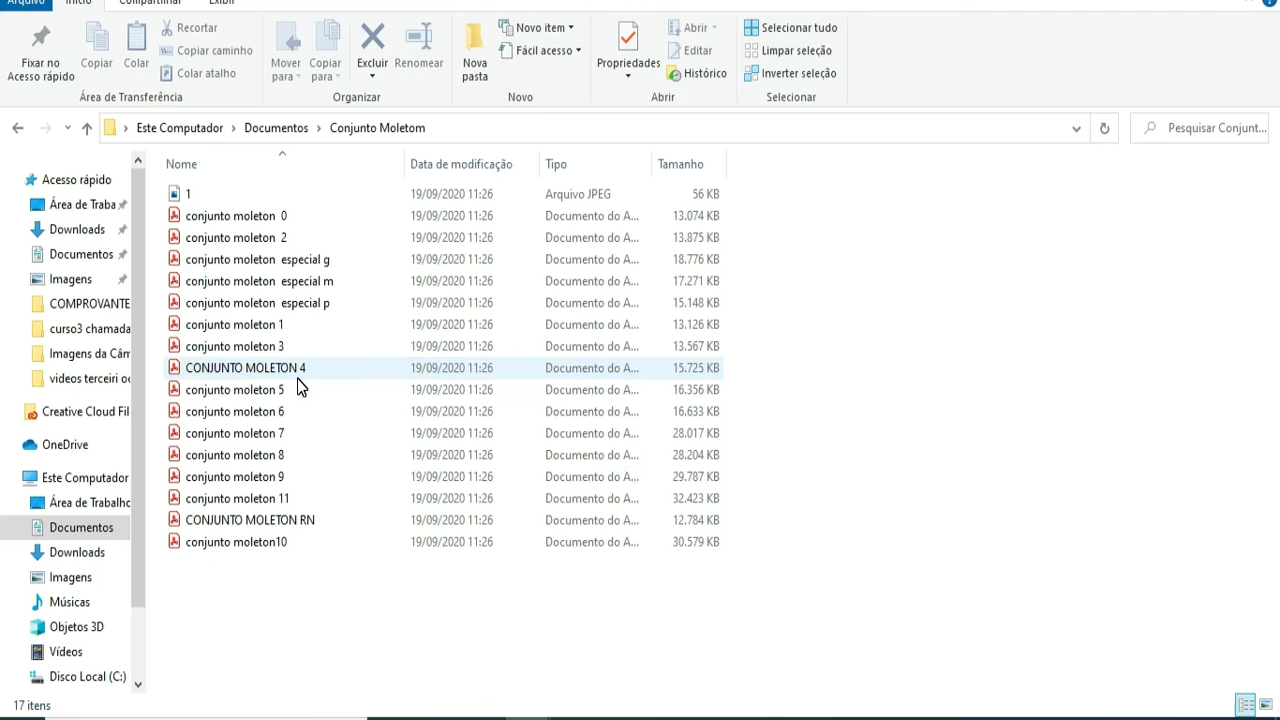 Arquivo Início Compartilhar Exibir
Fixar no Acesso rápido
Copiar
Colar
Recortar
Copiar caminho
Colar atalho
Área de Transferência
Mover para
Copiar para
Excluir
Renomear
Organizar
Nova pasta
Novo item
Fácil acesso
Novo
Propriedades
Abrir
Editar
Histórico
Abrir
Selecionar tudo
Limpar seleção
Inverter seleção
Selecionar
Este Computador > Documentos > Conjunto Moletom
Pesquisar Conjunt...
Acesso rápido
Área de Traba
Downloads
Documentos
Imagens
COMPROVANTE
curso3 chamada
Imagens da Câm
videos terceiri oc
Creative Cloud Fil
OneDrive
Este Computador
Área de Trabalho
Documentos
Downloads
Imagens
Músicas
Objetos 3D
Vídeos
Disco Local (C:)
Nome Data de modificação Tipo Tamanho
1 19/09/2020 11:26 Arquivo JPEG 56 KB
conjunto moleton 0 19/09/2020 11:26 Documento do A... 13.074 KB
conjunto moleton 2 19/09/2020 11:26 Documento do A... 13.875 KB
conjunto moleton especial g 19/09/2020 11:26 Documento do A... 18.776 KB
conjunto moleton especial m 19/09/2020 11:26 Documento do A... 17.271 KB
conjunto moleton especial p 19/09/2020 11:26 Documento do A... 15.148 KB
conjunto moleton 1 19/09/2020 11:26 Documento do A... 13.126 KB
conjunto moleton 3 19/09/2020 11:26 Documento do A... 13.567 KB
CONJUNTO MOLETON 4 19/09/2020 11:26 Documento do A... 15.725 KB
conjunto moleton 5 19/09/2020 11:26 Documento do A... 16.356 KB
conjunto moleton 6 19/09/2020 11:26 Documento do A... 16.633 KB
conjunto moleton 7 19/09/2020 11:26 Documento do A... 28.017 KB
conjunto moleton 8 19/09/2020 11:26 Documento do A... 28.204 KB
conjunto moleton 9 19/09/2020 11:26 Documento do A... 29.787 KB
conjunto moleton 11 19/09/2020 11:26 Documento do A... 32.423 KB
CONJUNTO MOLETON RN 19/09/2020 11:26 Documento do A... 12.784 KB
conjunto moleton10 19/09/2020 11:26 Documento do A... 30.579 KB
17 itens